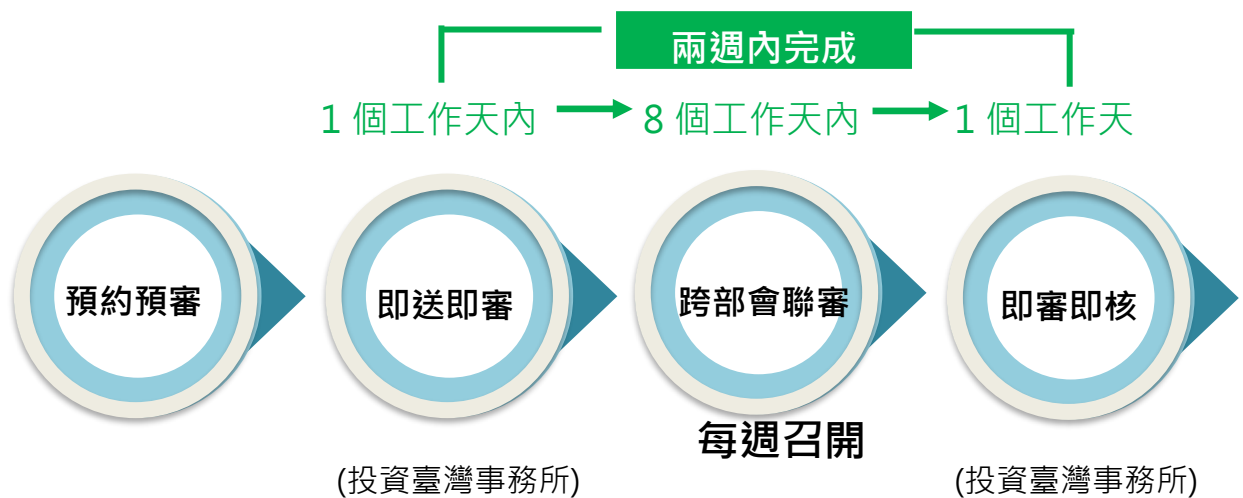 兩週內完成
1 個工作天內
8 個工作天內
1 個工作天
預約預審
即送即審
跨部會聯審
即審即核
每週召開
(投資臺灣事務所)
(投資臺灣事務所)